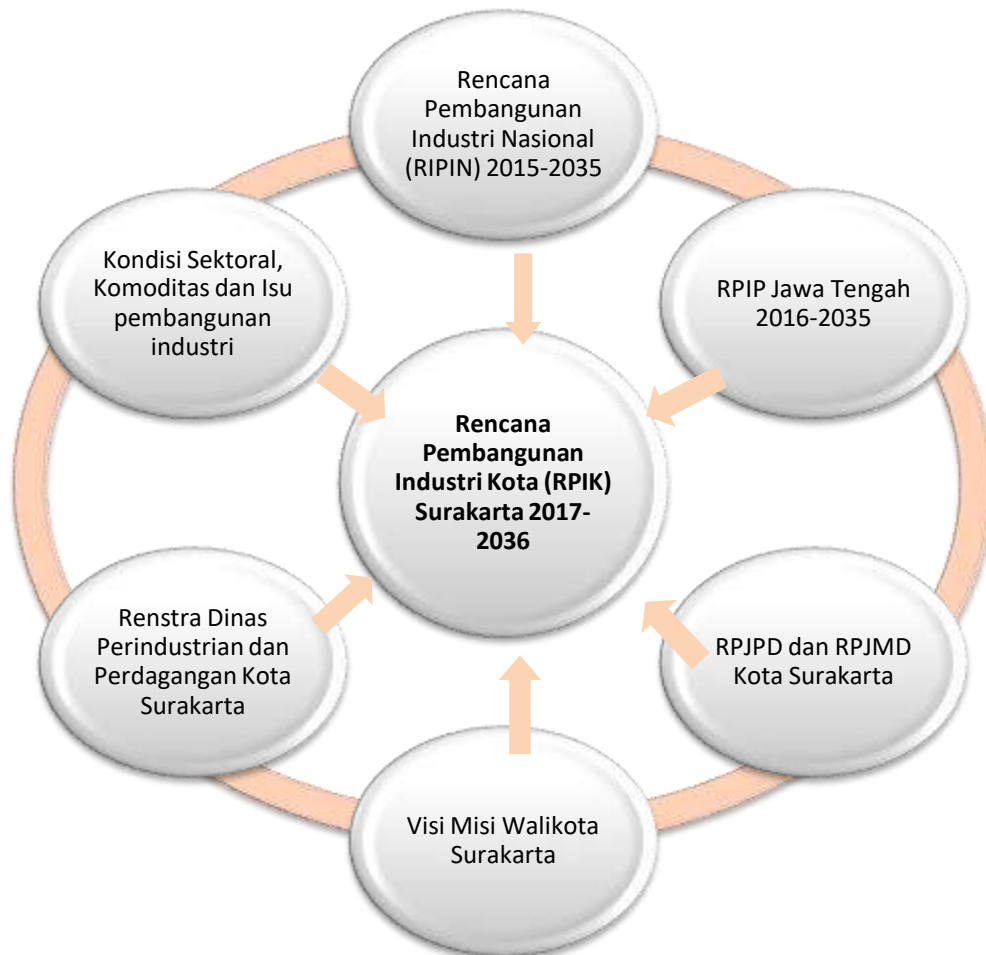 Rencana
Pembangunan
Industri Nasional
(RIPIN) 2015-2035
Kondisi Sektoral,
Komoditas dan Isu
pembangunan
industri
RPIP Jawa Tengah
2016-2035
Rencana
Pembangunan
Industri Kota (RPIK)
Surakarta 2017-
2036
Renstra Dinas
Perindustrian dan
Perdagangan Kota
Surakarta
RPJPD dan RPJMD
Kota Surakarta
Visi Misi Walikota
Surakarta